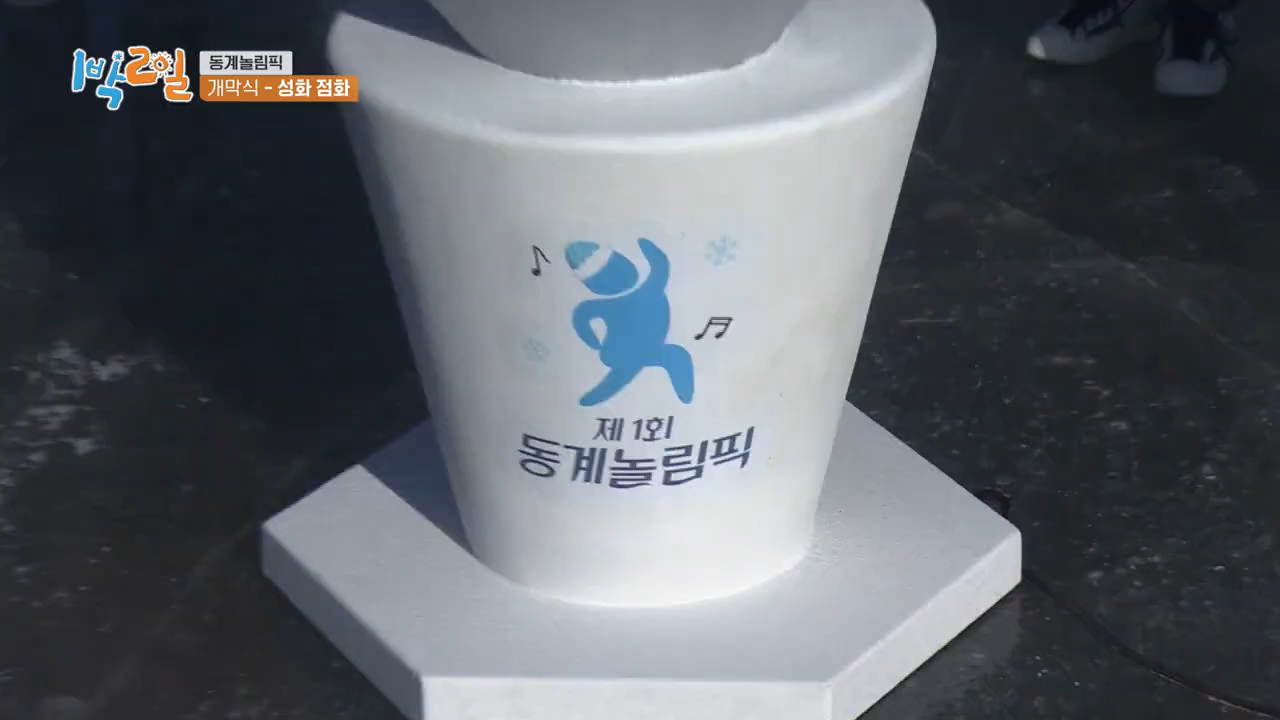 1박2일
동계놀림픽
개막식 - 성화 점화
제1회
동계놀림픽